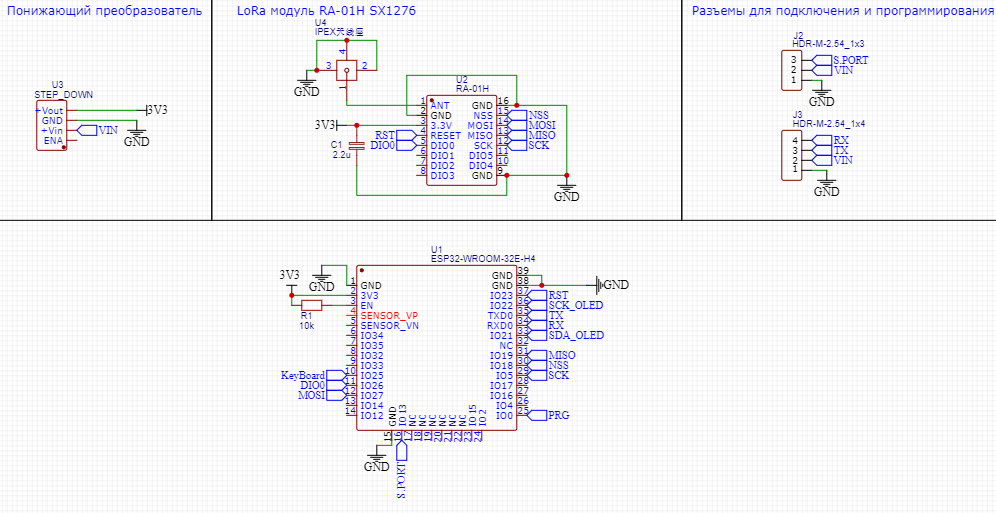 Понижающий преобразователь
LoRa модуль RA-01H SX1276
Разъемы для подключения и программирования
U3
STEP_DOWN
+Vout
GND
+Vin
ENA
3V3
GND
VIN
U4
IPEX天线座
4
3
2
1
GND
U2
RA-01H
1 ANT
2 GND
3 3.3V
4 RESET
5 DIO0
6 DIO1
7 DIO2
8 DIO3
GND 16
NSS 15
MOSI 14
MISO 13
SCK 12
DIO5 11
DIO4 10
GND 9
3V3
RST
DIO0
C1
2.2u
NSS
MOSI
MISO
SCK
GND
J2
HDR-M-2.54_1x3
3 S.PORT
2 VIN
1
GND
J3
HDR-M-2.54_1x4
4 RX
3 TX
2 VIN
1
GND
U1
ESP32-WROOM-32E-H4
3V3
GND
R1
10k
1 GND
2 3V3
3 EN
4 SENSOR_VP
5 SENSOR_VN
6 IO34
7 IO35
8 IO32
9 IO33
KeyBoard 10 IO25
DIO0 11 IO26
MOSI 12 IO27
13 IO14
14 IO12
GND 39
GND 38
GND
IO23 37 RST
IO22 36 SCK_OLED
TXD0 35 TX
RXD0 34 RX
IO21 33 SDA_OLED
NC 32
IO19 31 MISO
IO18 30 NSS
IO5 29 SCK
IO17 28
IO16 27
IO4 26
IO0 25 PRG
GND 15
IO13 16
NC 17
NC 18
NC 19
NC 20
NC 21
NC 22
IO15 23
IO2 24
GND
S.PORT